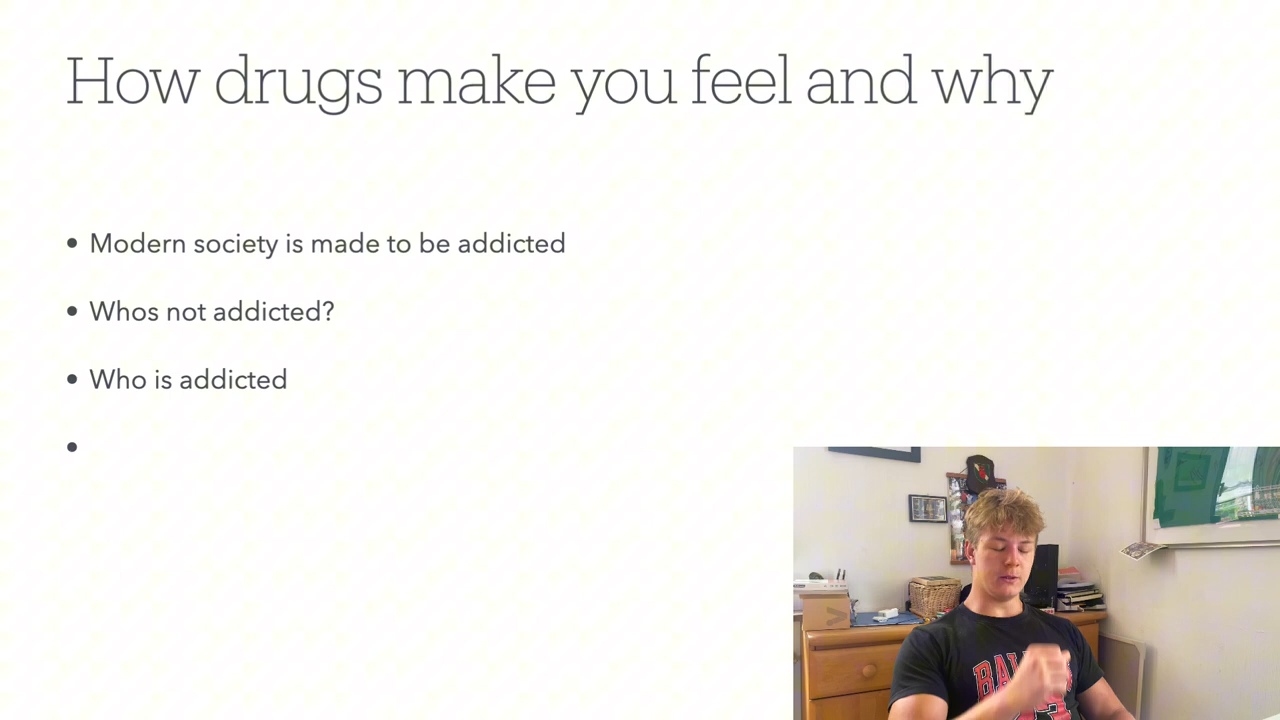 How drugs make you feel and why
• Modern society is made to be addicted
• Whos not addicted?
• Who is addicted
•